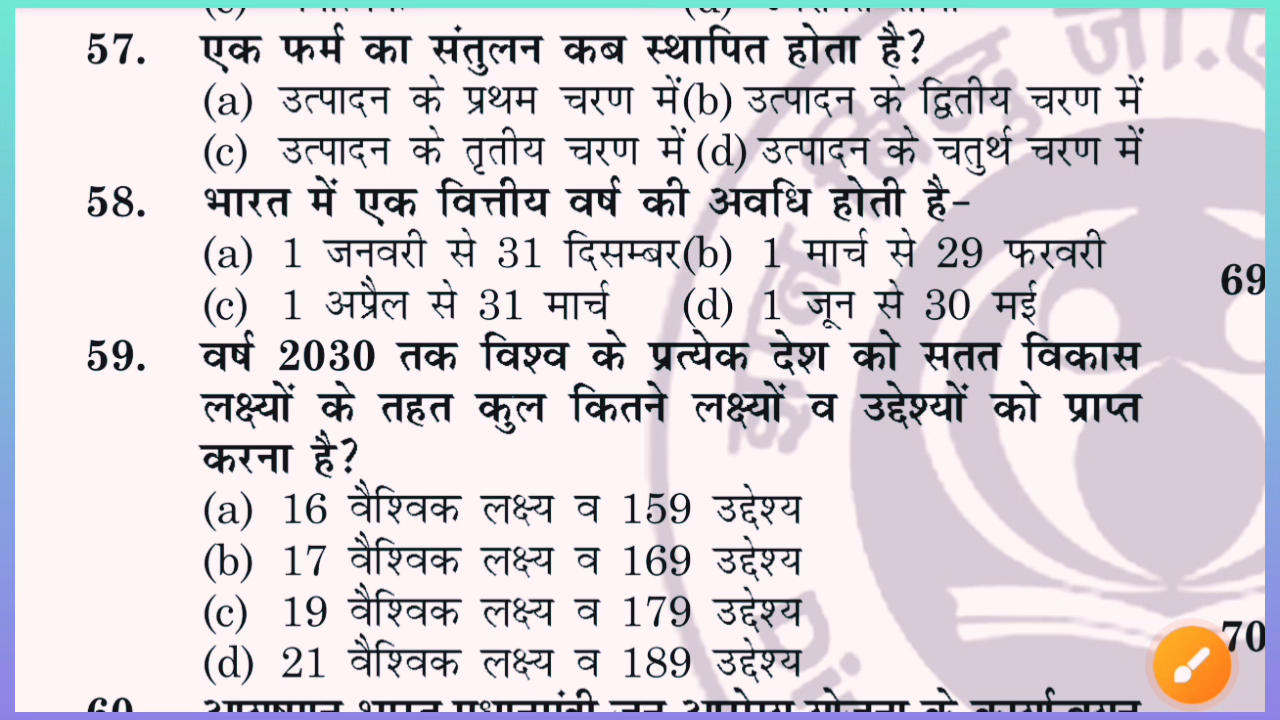 57. एक फर्म का संतुलन कब स्थापित होता है?
(a) उत्पादन के प्रथम चरण में(b) उत्पादन के द्वितीय चरण में
(c) उत्पादन के तृतीय चरण में (d) उत्पादन के चतुर्थ चरण में
58. भारत में एक वित्तीय वर्ष की अवधि होती है-
(a) 1 जनवरी से 31 दिसम्बर(b) 1 मार्च से 29 फरवरी
(c) 1 अप्रैल से 31 मार्च (d) 1 जून से 30 मई
59. वर्ष 2030 तक विश्व के प्रत्येक देश को सतत विकास
लक्ष्यों के तहत कुल कितने लक्ष्यों व उद्देश्यों को प्राप्त
करना है?
(a) 16 वैश्विक लक्ष्य व 159 उद्देश्य
(b) 17 वैश्विक लक्ष्य व 169 उद्देश्य
(c) 19 वैश्विक लक्ष्य व 179 उद्देश्य
(d) 21 वैश्विक लक्ष्य व 189 उद्देश्य
69
70